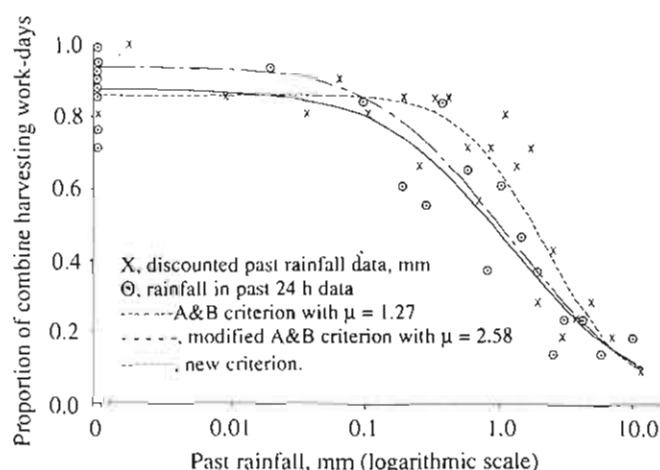 Proportion of combine harvesting work-days
1.0
0.8
0.6
0.4
0.2
0.0
X, discounted past rainfall data, mm
⊙, rainfall in past 24 h data
A&B criterion with μ = 1.27
, modified A&B criterion with μ = 2.58
, new criterion.
0 0.01 0.1 1.0 10.0
Past rainfall, mm (logarithmic scale)